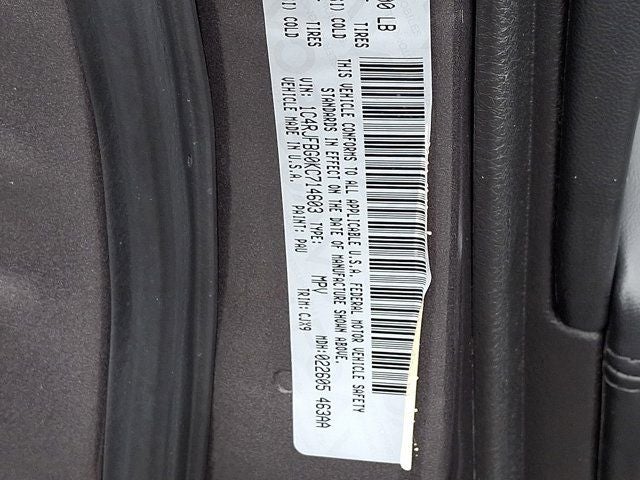 00 LB
TIRES
I) COLD
TIRES
I) COLD
THIS VEHICLE CONFORMS TO ALL APPLICABLE U.S.A. FEDERAL MOTOR VEHICLE SAFETY
STANDARDS IN EFFECT ON THE DATE OF MANUFACTURE SHOWN ABOVE.
VIN: 1C4RJFBG0KC714603 TYPE: MPV MDH:022605 463AA
VEHICLE MADE IN U.S.A. PAINT: PAU TRIM: CJX9